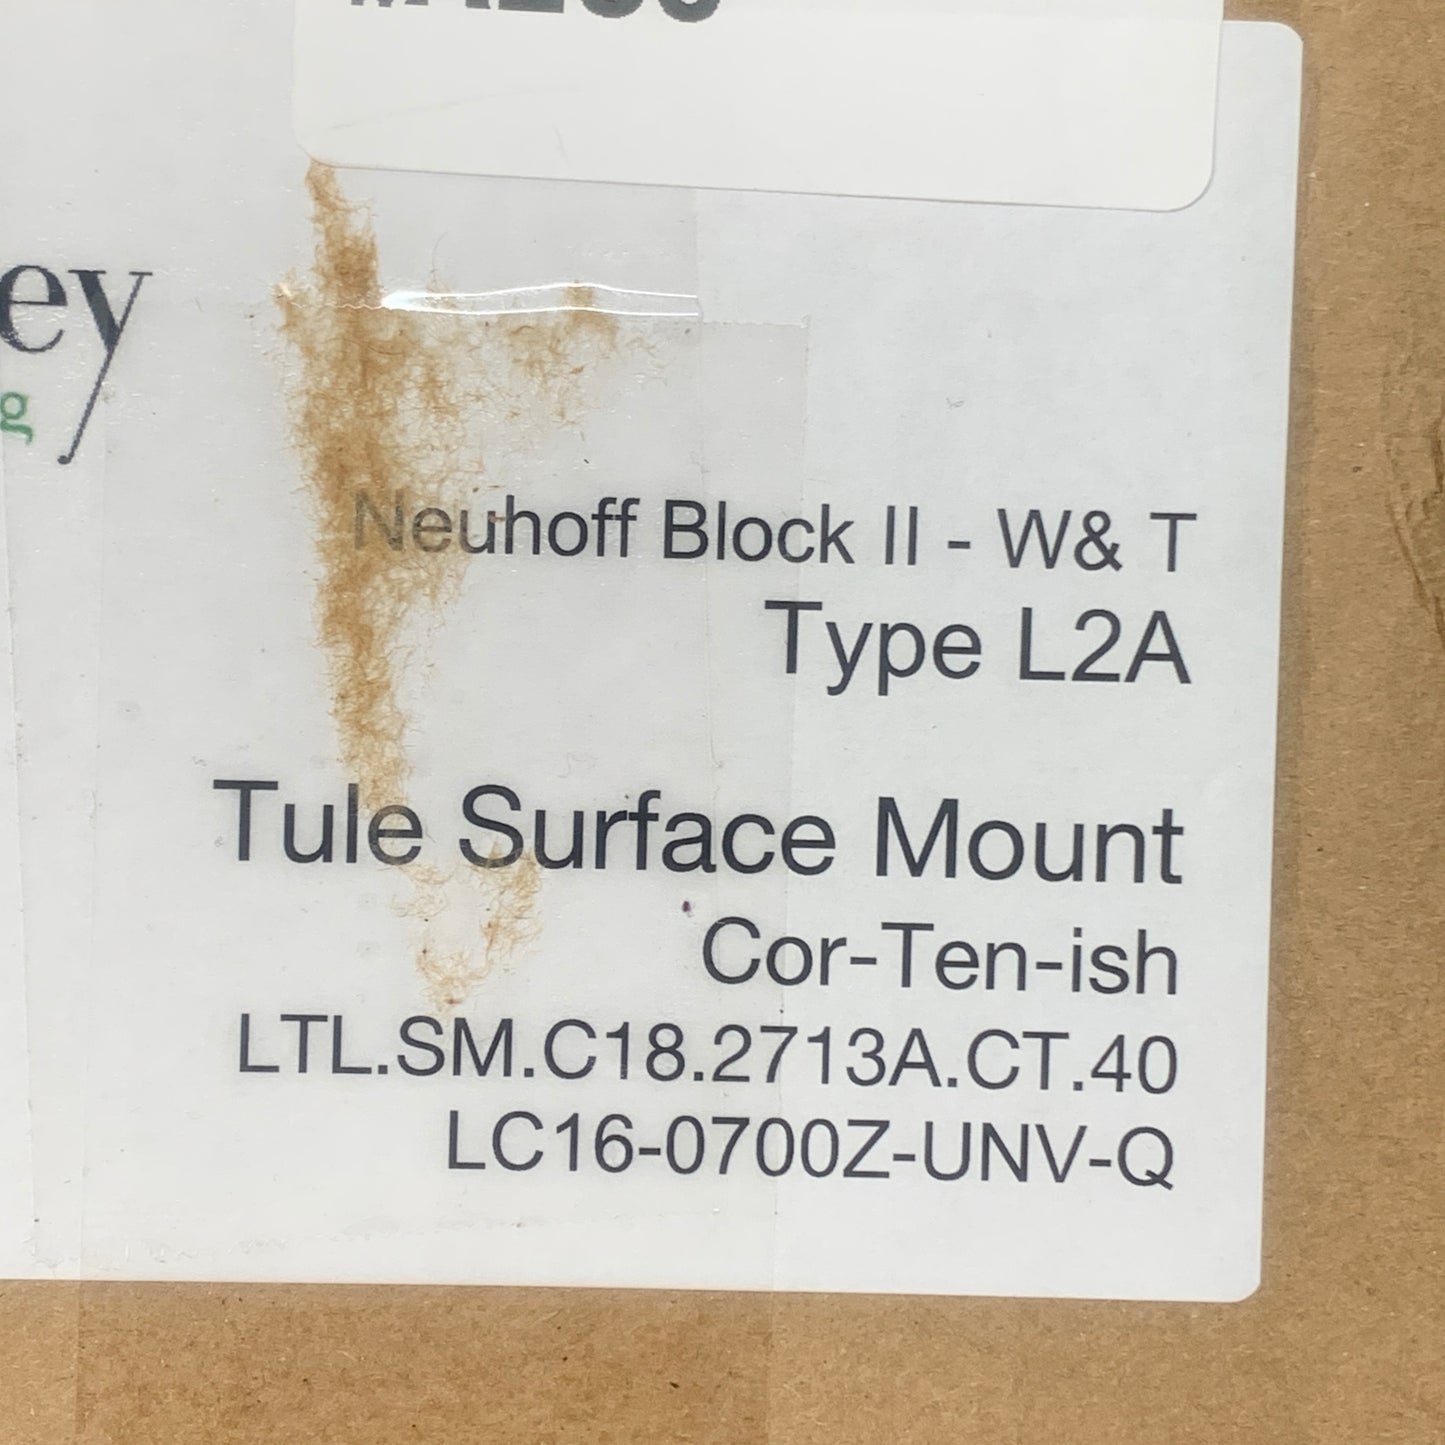 ey
g
Neuhoff Block II - W& T
Type L2A
Tule Surface Mount
Cor-Ten-ish
LTL.SM.C18.2713A.CT.40
LC16-0700Z-UNV-Q